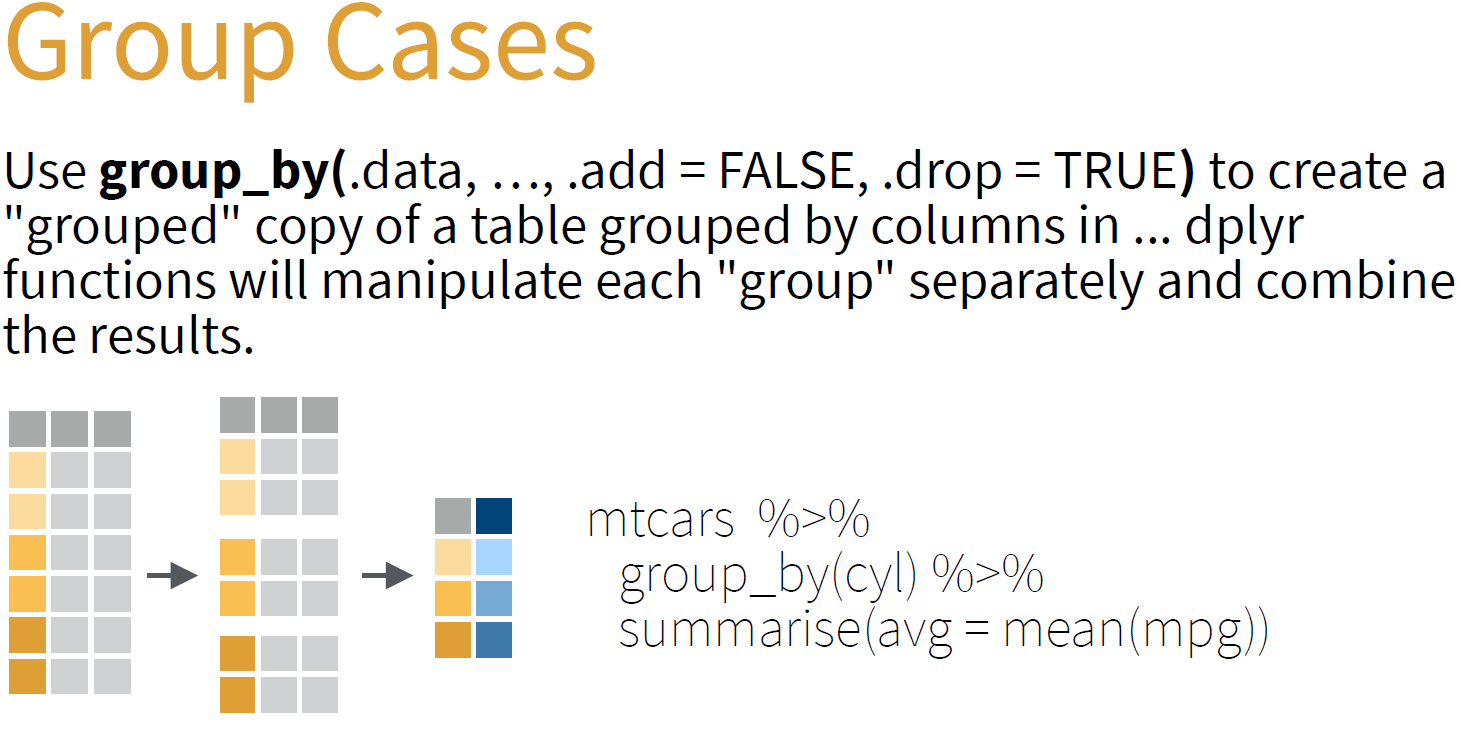 Group Cases
Use group_by(.data, …, .add = FALSE, .drop = TRUE) to create a
"grouped" copy of a table grouped by columns in ... dplyr
functions will manipulate each "group" separately and combine
the results.
mtcars %>%
group_by(cyl) %>%
summarise(avg = mean(mpg))